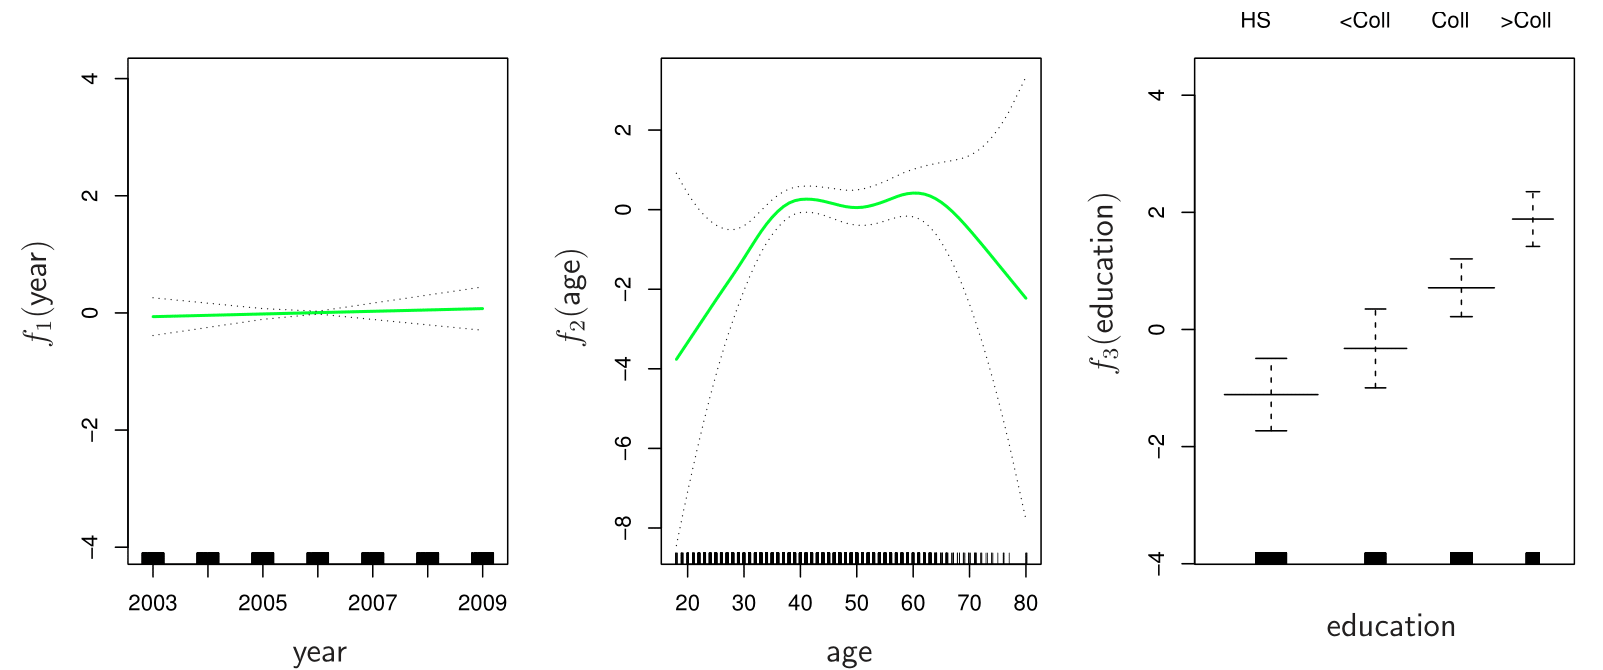 HS <Coll Coll >Coll
4
2
0
−2
−4
f1(year)
2003 2005 2007 2009
year
2
0
−2
−4
−6
−8
f2(age)
20 30 40 50 60 70 80
age
4
2
0
−2
−4
f3(education)
education